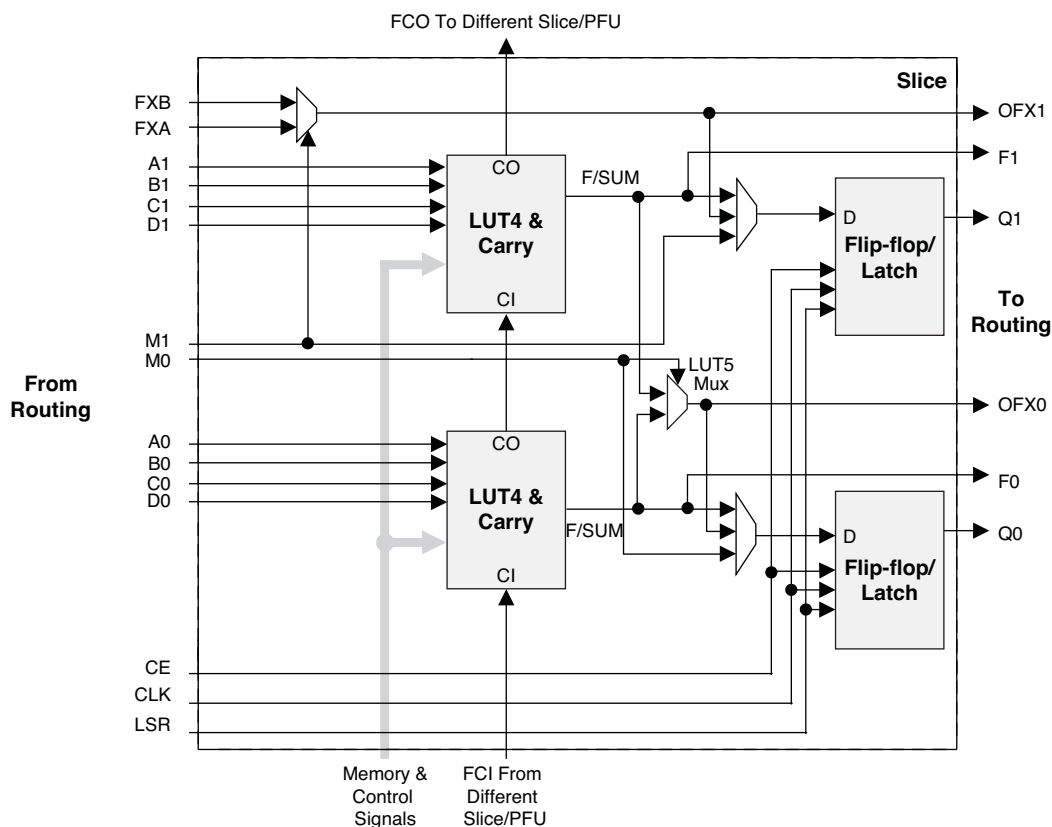 FCO To Different Slice/PFU
Slice
FXB
FXA
OFX1
A1
B1
C1
D1
CO
LUT4 &
Carry
CI
F/SUM
F1
D
Flip-flop/
Latch
Q1
To
Routing
M1
M0
From
Routing
LUT5
Mux
OFX0
A0
B0
C0
D0
CO
LUT4 &
Carry
CI
F/SUM
F0
D
Flip-flop/
Latch
Q0
CE
CLK
LSR
Memory &
Control
Signals
FCI From
Different
Slice/PFU